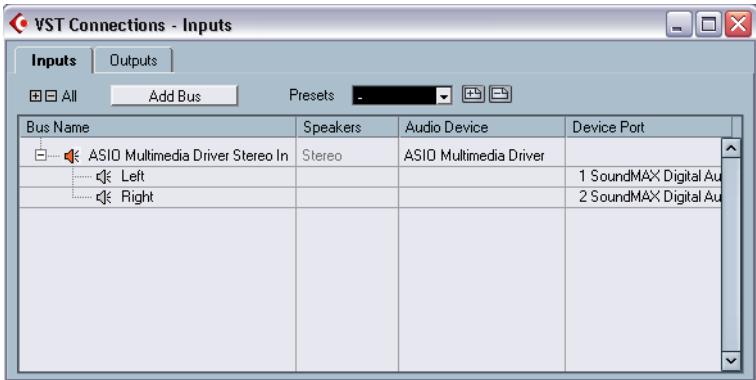 VST Connections - Inputs
Inputs Outputs
All Add Bus Presets -
Bus Name Speakers Audio Device Device Port
ASIO Multimedia Driver Stereo In Stereo ASIO Multimedia Driver
Left 1 SoundMAX Digital Au
Right 2 SoundMAX Digital Au